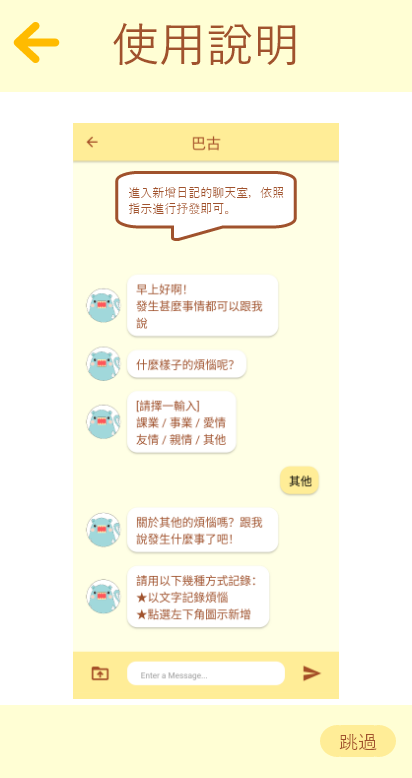 使用說明
巴古
進入新增日記的聊天室，依照
指示進行抒發即可。
早上好啊！
發生甚麼事情都可以跟我
說
什麼樣子的煩惱呢？
[請擇一輸入]
課業 / 事業 / 愛情
友情 / 親情 / 其他
其他
關於其他的煩惱嗎？跟我
說發生什麼事了吧！
請用以下幾種方式記錄：
★以文字記錄煩惱
★點選左下角圖示新增
Enter a Message...
跳過